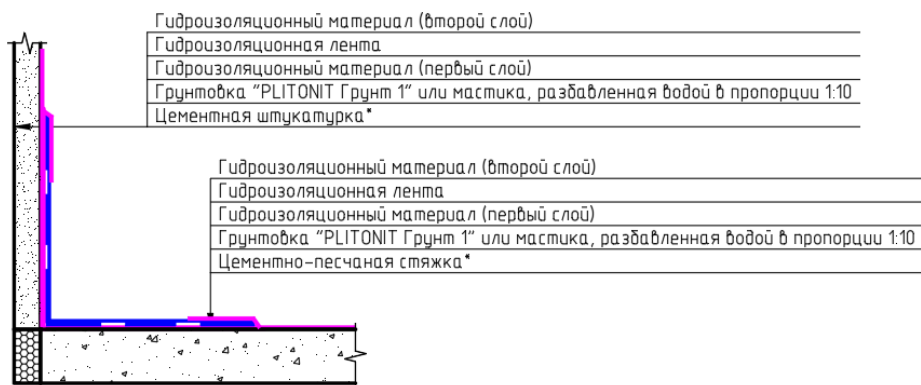 Гидроизоляционный материал (второй слой)
Гидроизоляционная лента
Гидроизоляционный материал (первый слой)
Грунтовка "PLITONIT Грунт 1" или мастика, разбавленная водой в пропорции 1:10
Цементная штукатурка*
Гидроизоляционный материал (второй слой)
Гидроизоляционная лента
Гидроизоляционный материал (первый слой)
Грунтовка "PLITONIT Грунт 1" или мастика, разбавленная водой в пропорции 1:10
Цементно-песчаная стяжка*